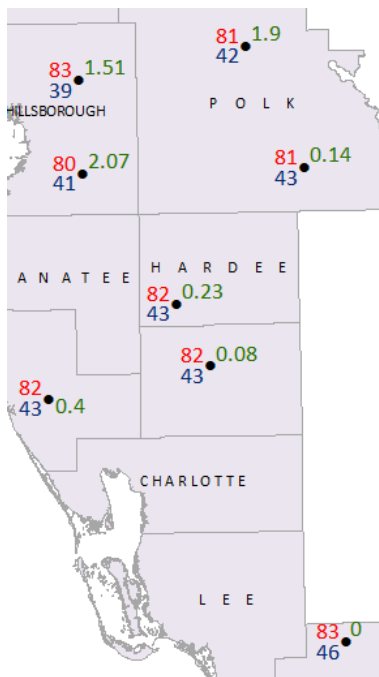 81 1.9
42
83 1.51
39
HILLSBOROUGH
P O L K
80 2.07
41
81 0.14
43
A N A T E E
H A R D E E
82 0.23
43
82 0.08
43
82
43 0.4
CHARLOTTE
L E E
83 0
46